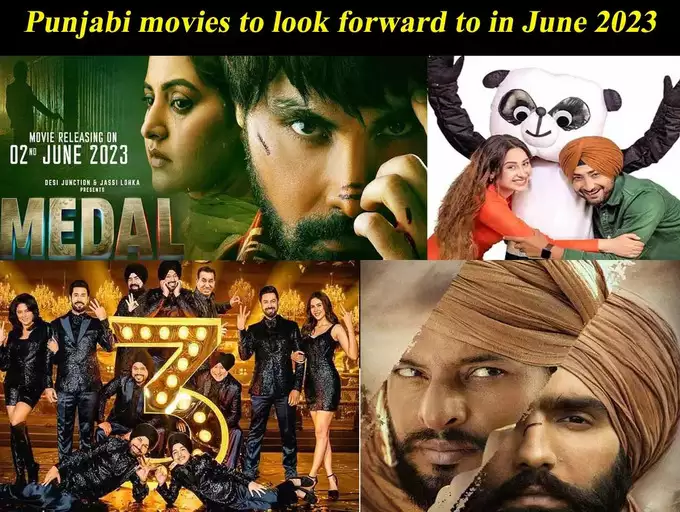 Punjabi movies to look forward to in June 2023
MOVIE RELEASING ON
02ND JUNE 2023
DESI JUNCTION & JASSI LOHKA
PRESENTS
MEDAL
3